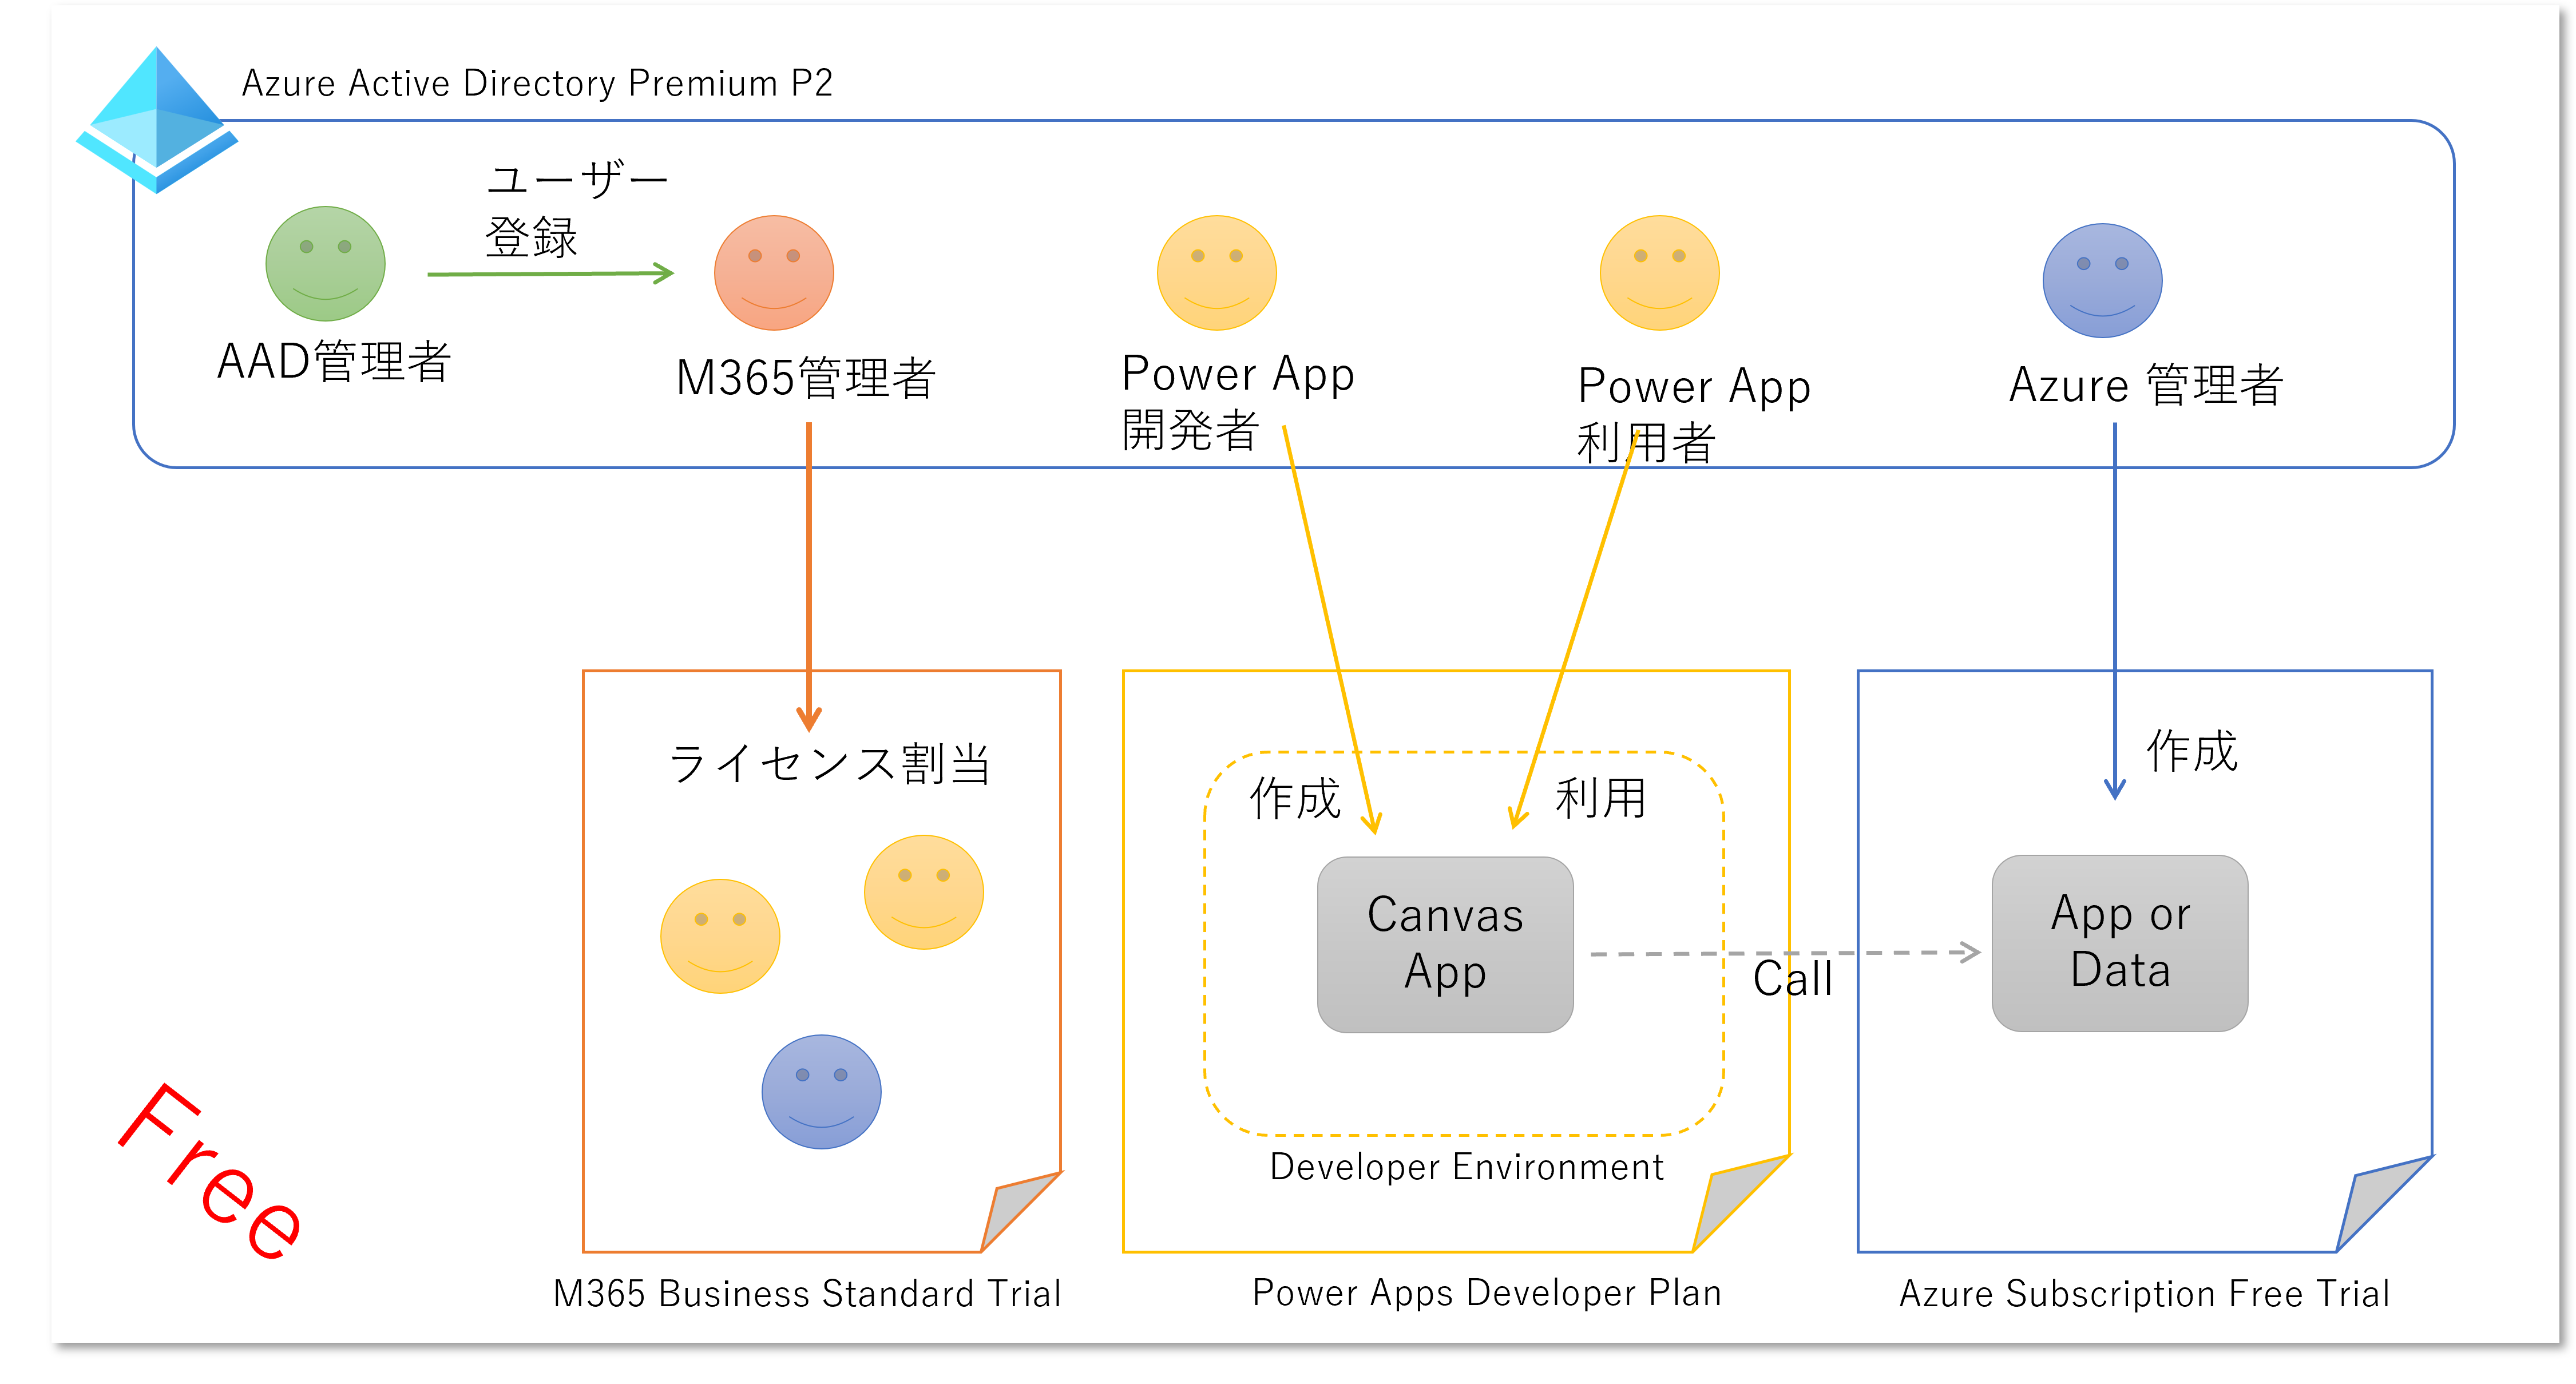 Azure Active Directory Premium P2
ユーザー
登録
AAD管理者
M365管理者
Power App
開発者
Power App
利用者
Azure 管理者
ライセンス割当
作成
利用
作成
Canvas
App
Call
App or
Data
Developer Environment
Free
M365 Business Standard Trial
Power Apps Developer Plan
Azure Subscription Free Trial